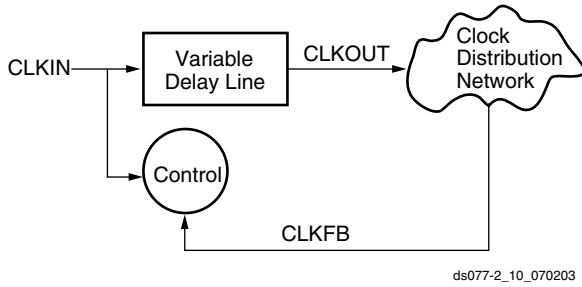 CLKIN
Variable
Delay Line
CLKOUT
Clock
Distribution
Network
Control
CLKFB
ds077-2_10_070203